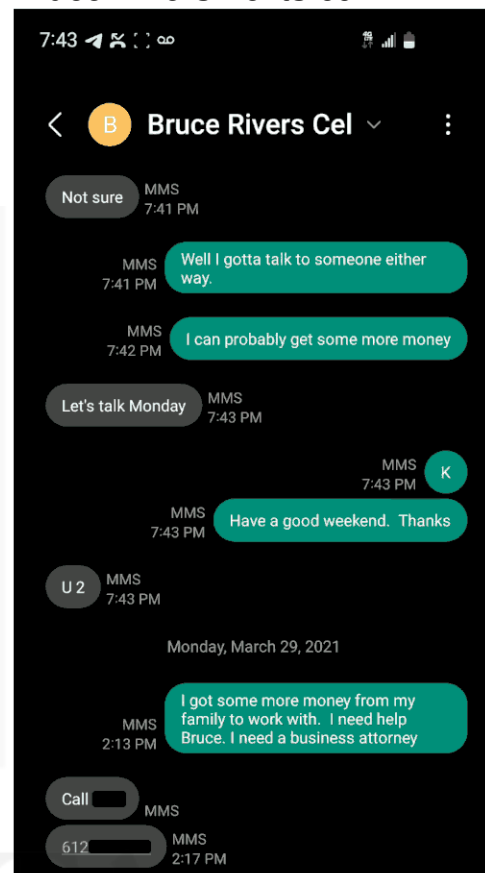 7:43
B Bruce Rivers Cel
Not sure MMS
7:41 PM
MMS Well I gotta talk to someone either
7:41 PM way.
MMS I can probably get some more money
7:42 PM
Let's talk Monday MMS
7:43 PM
MMS K
7:43 PM
MMS Have a good weekend. Thanks
7:43 PM
U 2 MMS
7:43 PM
Monday, March 29, 2021
I got some more money from my
MMS family to work with. I need help
2:13 PM Bruce. I need a business attorney
Call MMS
612 MMS
2:17 PM